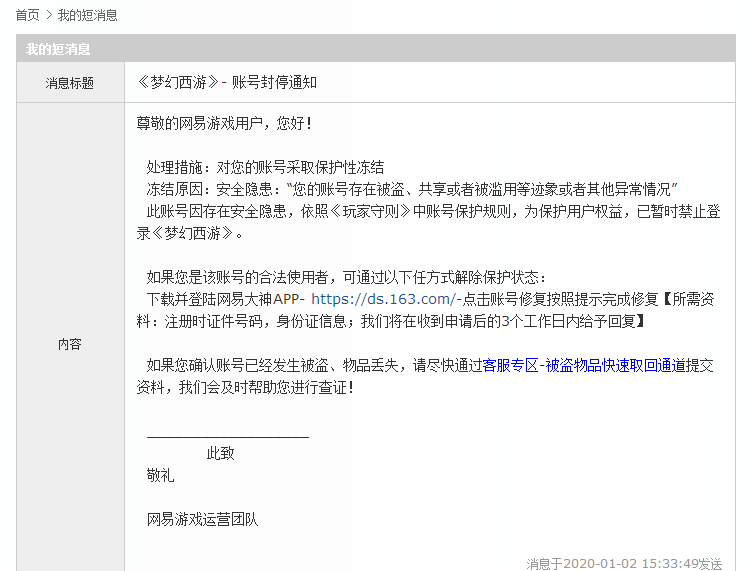 首页 > 我的短消息
我的短消息
消息标题
《梦幻西游》- 账号封停通知
内容
尊敬的网易游戏用户，您好！
处理措施：对您的账号采取保护性冻结
冻结原因：安全隐患：“您的账号存在被盗、共享或者被滥用等迹象或者其他异常情况”
此账号因存在安全隐患，依照《玩家守则》中账号保护规则，为保护用户权益，已暂时禁止登
录《梦幻西游》。
如果您是该账号的合法使用者，可通过以下任方式解除保护状态：
下载并登陆网易大神APP- https://ds.163.com/-点击账号修复按照提示完成修复【所需资
料：注册时证件号码，身份证信息；我们将在收到申请后的3个工作日内给予回复】
如果您确认账号已经发生被盗、物品丢失，请尽快通过客服专区-被盗物品快速取回通道提交
资料，我们会及时帮助您进行查证！
____________________
此致
敬礼
网易游戏运营团队
消息于2020-01-02 15:33:49发送